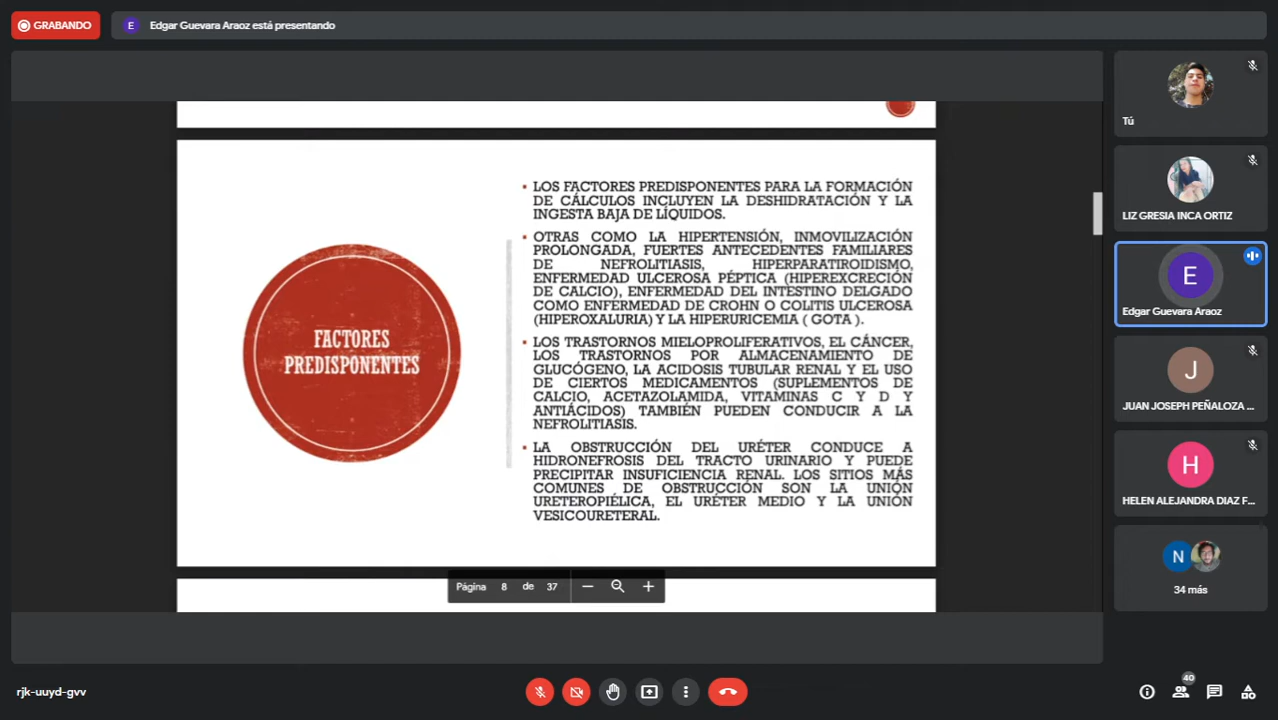 GRABANDO
E
Edgar Guevara Araoz está presentando
FACTORES
PREDISPONENTES
▪ LOS FACTORES PREDISPONENTES PARA LA FORMACIÓN
DE CÁLCULOS INCLUYEN LA DESHIDRATACIÓN Y LA
INGESTA BAJA DE LÍQUIDOS.
▪ OTRAS COMO LA HIPERTENSIÓN, INMOVILIZACIÓN
PROLONGADA, FUERTES ANTECEDENTES FAMILIARES
DE NEFROLITIASIS, HIPERPARATIROIDISMO,
ENFERMEDAD ULCEROSA PÉPTICA (HIPEREXCRECIÓN
DE CALCIO), ENFERMEDAD DEL INTESTINO DELGADO
COMO ENFERMEDAD DE CROHN O COLITIS ULCEROSA
(HIPEROXALURIA) Y LA HIPERURICEMIA ( GOTA ).
▪ LOS TRASTORNOS MIELOPROLIFERATIVOS, EL CÁNCER,
LOS TRASTORNOS POR ALMACENAMIENTO DE
GLUCÓGENO, LA ACIDOSIS TUBULAR RENAL Y EL USO
DE CIERTOS MEDICAMENTOS (SUPLEMENTOS DE
CALCIO, ACETAZOLAMIDA, VITAMINAS C Y D Y
ANTIÁCIDOS) TAMBIÉN PUEDEN CONDUCIR A LA
NEFROLITIASIS.
▪ LA OBSTRUCCIÓN DEL URÉTER CONDUCE A
HIDRONEFROSIS DEL TRACTO URINARIO Y PUEDE
PRECIPITAR INSUFICIENCIA RENAL. LOS SITIOS MÁS
COMUNES DE OBSTRUCCIÓN SON LA UNIÓN
URETEROPIÉLICA, EL URÉTER MEDIO Y LA UNIÓN
VESICOURETERAL.
Página 8 de 37
Tú
LIZ GRESIA INCA ORTIZ
E
Edgar Guevara Araoz
J
JUAN JOSEPH PEÑALOZA ...
H
HELEN ALEJANDRA DIAZ F...
N
34 más
rjk-uuyd-gvv
40